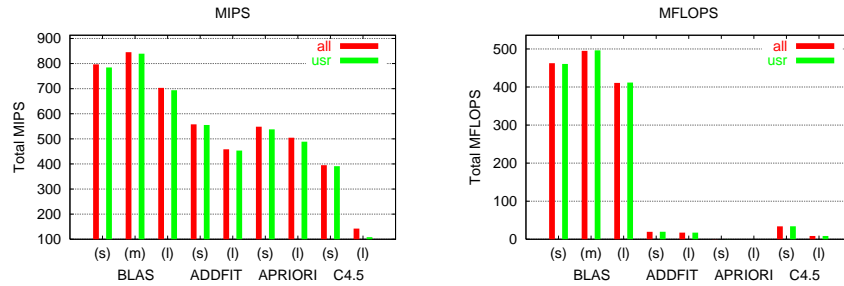 MIPS
900
800
700
600
500
400
300
200
100
Total MIPS
all
usr
(s) (m) (l) (s) (l) (s) (l) (s) (l)
BLAS ADDFIT APRIORI C4.5
MFLOPS
500
400
300
200
100
0
Total MFLOPS
all
usr
(s) (m) (l) (s) (l) (s) (l) (s) (l)
BLAS ADDFIT APRIORI C4.5